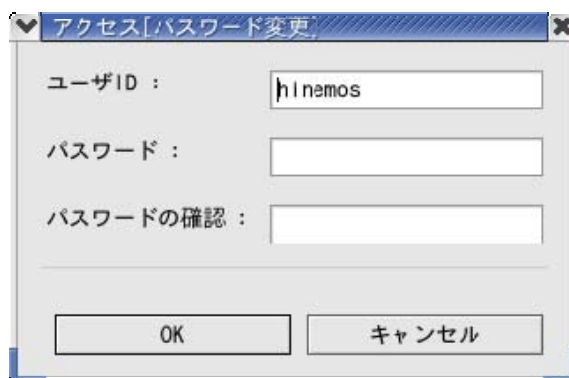 アクセス[パスワード変更]
ユーザID : hinemos
パスワード :
パスワードの確認 :
OK キャンセル